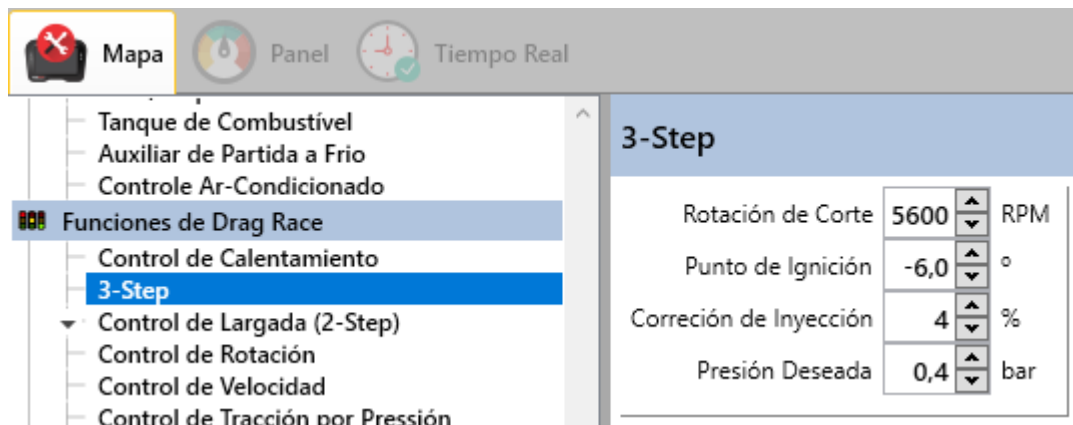 Mapa
Panel
Tiempo Real
Tanque de Combustível
Auxiliar de Partida a Frio
Controle Ar-Condicionado
Funciones de Drag Race
Control de Calentamiento
3-Step
Control de Largada (2-Step)
Control de Rotación
Control de Velocidad
Control de Tracción por Pressión
3-Step
Rotación de Corte 5600 RPM
Punto de Ignición -6,0 °
Correción de Inyección 4 %
Presión Deseada 0,4 bar